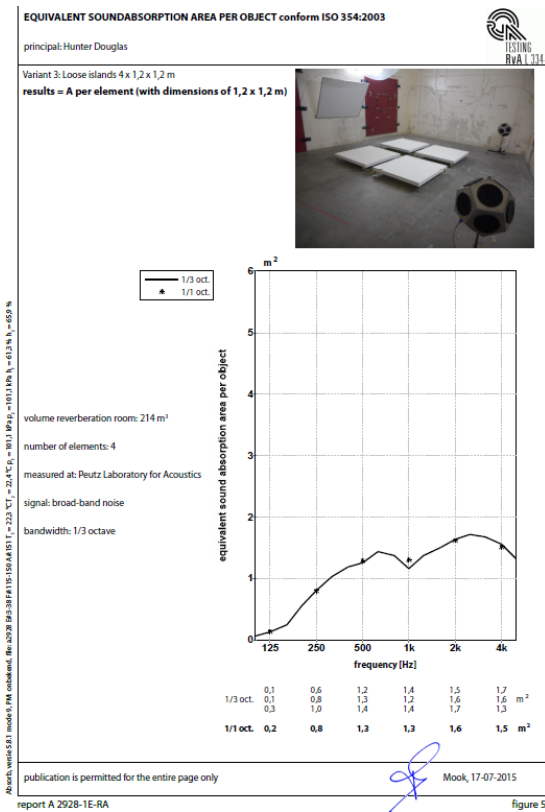 EQUIVALENT SOUNDABSORPTION AREA PER OBJECT conform ISO 354:2003
principal: Hunter Douglas
TESTING
RvA L 334
Variant 3: Loose islands 4 x 1,2 x 1,2 m
results = A per element (with dimensions of 1,2 x 1,2 m)
m²
1/3 oct.
1/1 oct.
6
5
4
3
2
1
0
equivalent sound absorption area per object
125 250 500 1k 2k 4k
frequency [Hz]
volume reverberation room: 214 m³
number of elements: 4
measured at: Peutz Laboratory for Acoustics
signal: broad-band noise
bandwidth: 1/3 octave
0,1 0,6 1,2 1,4 1,5 1,7
1/3 oct. 0,1 0,8 1,3 1,2 1,6 1,6 m²
0,3 1,0 1,4 1,4 1,7 1,3
1/1 oct. 0,2 0,8 1,3 1,3 1,6 1,5 m²
publication is permitted for the entire page only
Mook, 17-07-2015
report A 2928-1E-RA
figure 5